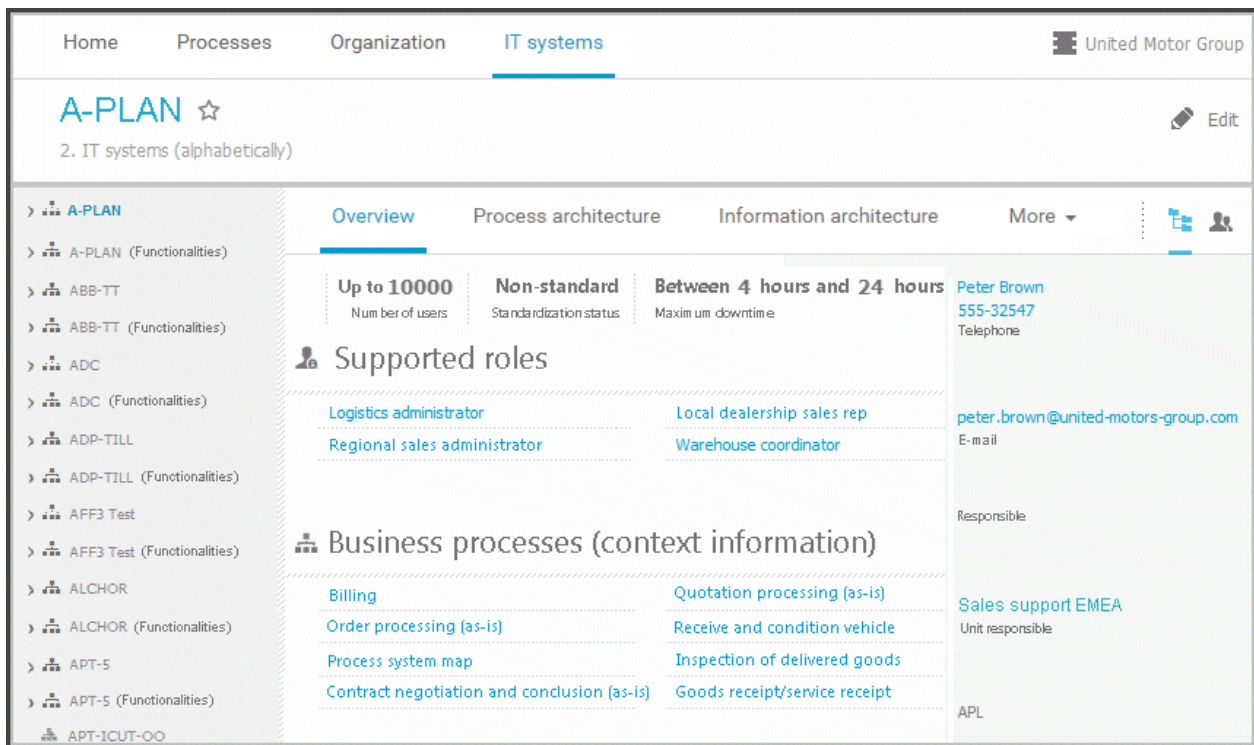 Home Processes Organization IT systems United Motor Group
A-PLAN Edit
2. IT systems (alphabetically)
A-PLAN
A-PLAN (Functionalities)
ABB-TT
ABB-TT (Functionalities)
ADC
ADC (Functionalities)
ADP-TILL
ADP-TILL (Functionalities)
AFF3 Test
AFF3 Test (Functionalities)
ALCHOR
ALCHOR (Functionalities)
APT-5
APT-5 (Functionalities)
APT-ICUT-OO
Overview Process architecture Information architecture More
Up to 10000 Non-standard Between 4 hours and 24 hours
Number of users Standardization status Maximum downtime
Supported roles
Logistics administrator Local dealership sales rep
Regional sales administrator Warehouse coordinator
Business processes (context information)
Billing Quotation processing (as-is)
Order processing (as-is) Receive and condition vehicle
Process system map Inspection of delivered goods
Contract negotiation and conclusion (as-is) Goods receipt/service receipt
Peter Brown
555-32547
Telephone
peter.brown@united-motors-group.com
E-mail
Responsible
Sales support EMEA
Unit responsible
APL